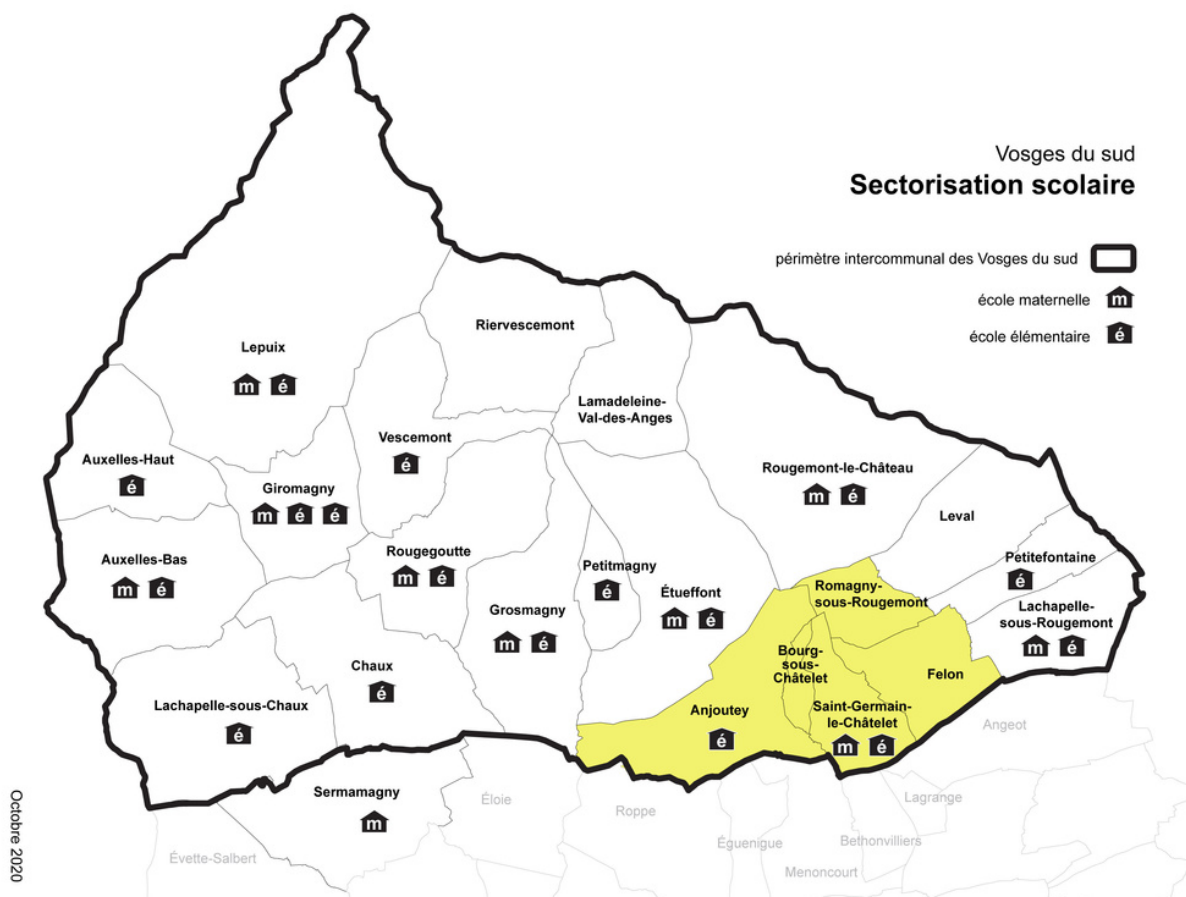 Vosges du sud
Sectorisation scolaire
périmètre intercommunal des Vosges du sud
école maternelle
m
école élémentaire
é
Riervescemont
Lepuix
m é
Lamadeleine-
Val-des-Anges
Vescemont
é
Auxelles-Haut
é
Rougemont-le-Château
m é
Giromagny
m é é
Leval
Auxelles-Bas
m é
Rougegoutte
m é
Petitmagny
é
Petitefontaine
é
Étueffont
m é
Romagny-
sous-Rougemont
Grosmagny
m é
Lachapelle-
sous-Rougemont
m é
Bourg-
sous-
Châtelet
Chaux
é
Felon
Lachapelle-sous-Chaux
é
Anjoutey
é
Saint-Germain-
le-Châtelet
m é
Angeot
Sermamagny
m
Éloie
Roppe
Lagrange
Éguenigue
Bethonvilliers
Évette-Salbert
Menoncourt
Octobre 2020